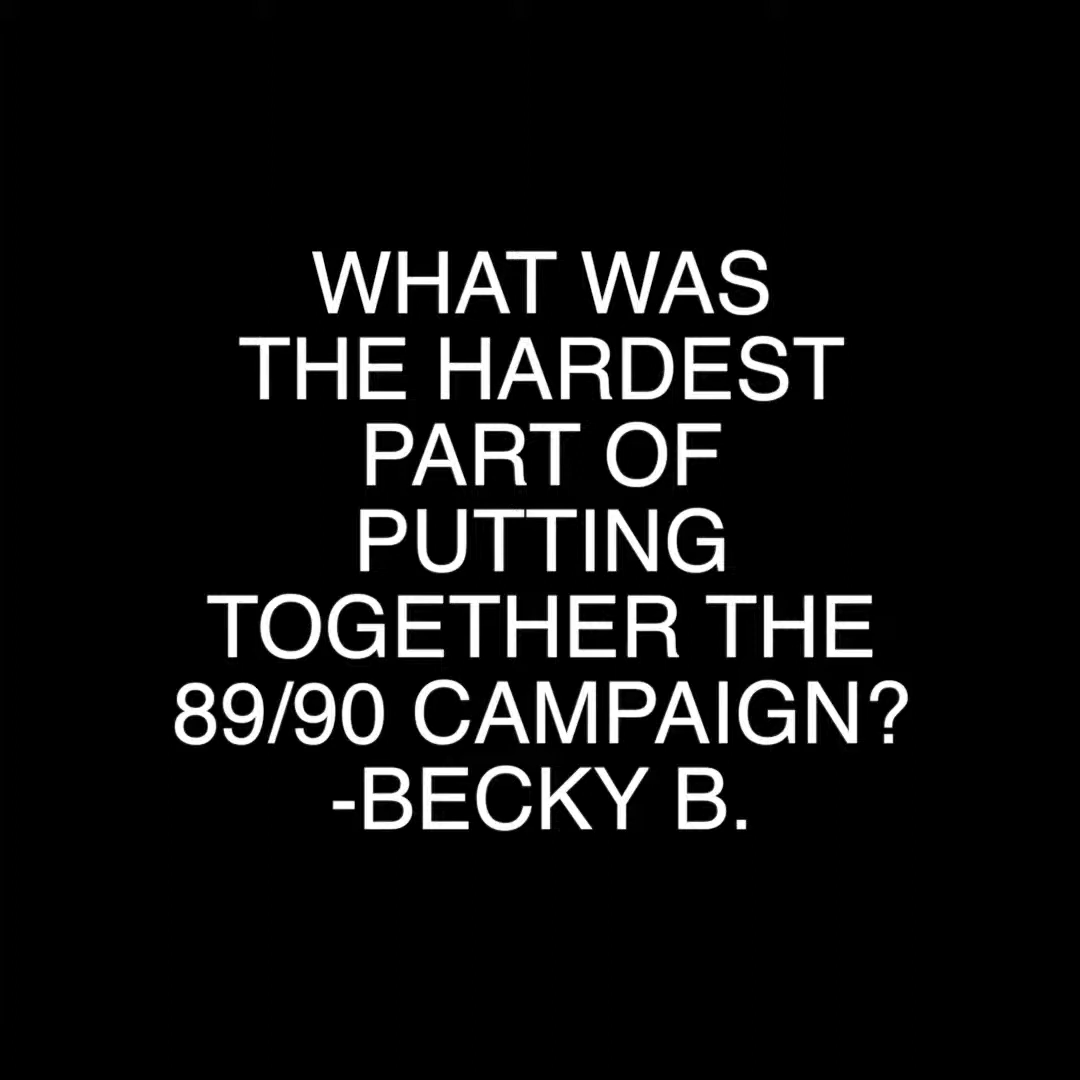 WHAT WAS
THE HARDEST
PART OF
PUTTING
TOGETHER THE
89/90 CAMPAIGN?
-BECKY B.